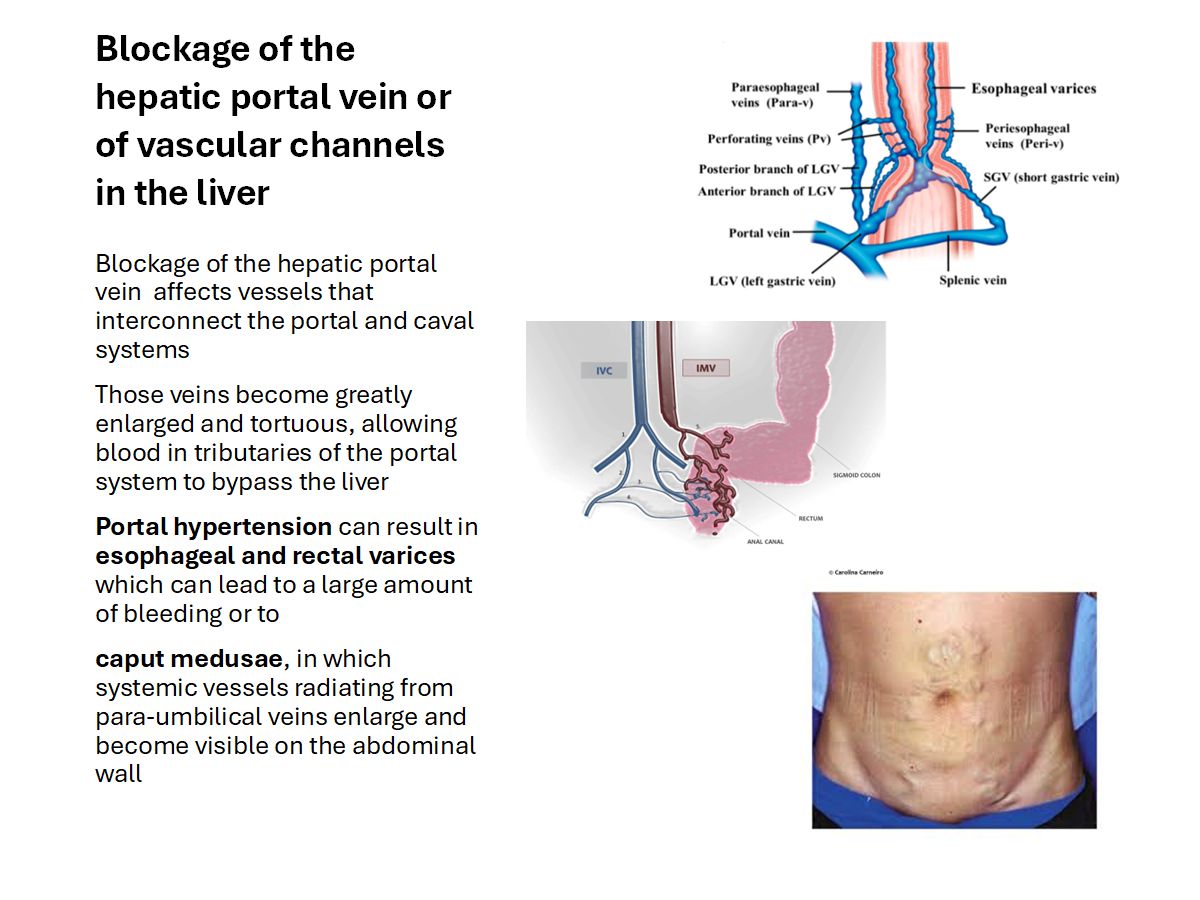 Blockage of the
hepatic portal vein or
of vascular channels
in the liver
Blockage of the hepatic portal
vein  affects vessels that
interconnect the portal and caval
systems
Those veins become greatly
enlarged and tortuous, allowing
blood in tributaries of the portal
system to bypass the liver
Portal hypertension can result in
esophageal and rectal varices
which can lead to a large amount
of bleeding or to
caput medusae, in which
systemic vessels radiating from
para-umbilical veins enlarge and
become visible on the abdominal
wall
Paraesophageal
veins (Para-v)
Perforating veins (Pv)
Posterior branch of LGV
Anterior branch of LGV
Portal vein
LGV (left gastric vein)
Esophageal varices
Periesophageal
veins (Peri-v)
SGV (short gastric vein)
Splenic vein
IVC
IMV
1.
5.
2.
3.
4.
SIGMOID COLON
RECTUM
ANAL CANAL
© Carolina Carneiro